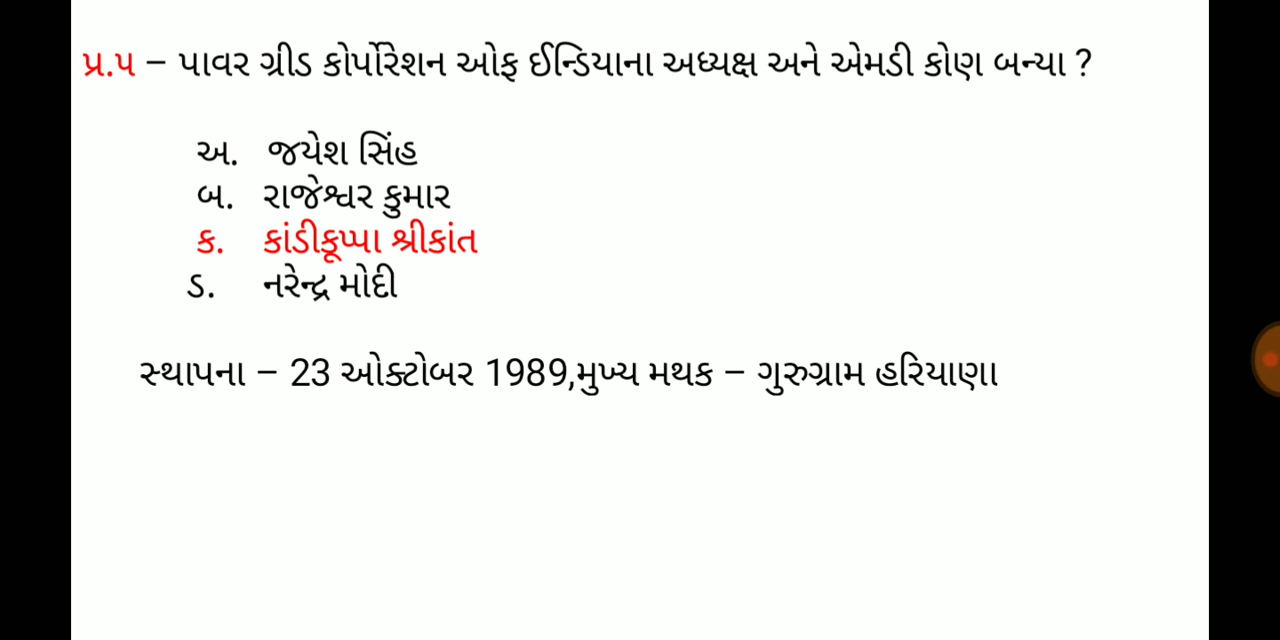 પ્ર.૫ – પાવર ગ્રીડ કોર્પોરેશન ઓફ ઈન્ડિયાના અધ્યક્ષ અને એમડી કોણ બન્યા ?
અ. જયેશ સિંહ
બ. રાજેશ્વર કુમાર
ક. કાંડીકૂપ્પા શ્રીકાંત
ડ. નરેન્દ્ર મોદી
સ્થાપના – 23 ઓક્ટોબર 1989,મુખ્ય મથક – ગુરુગ્રામ હરિયાણા